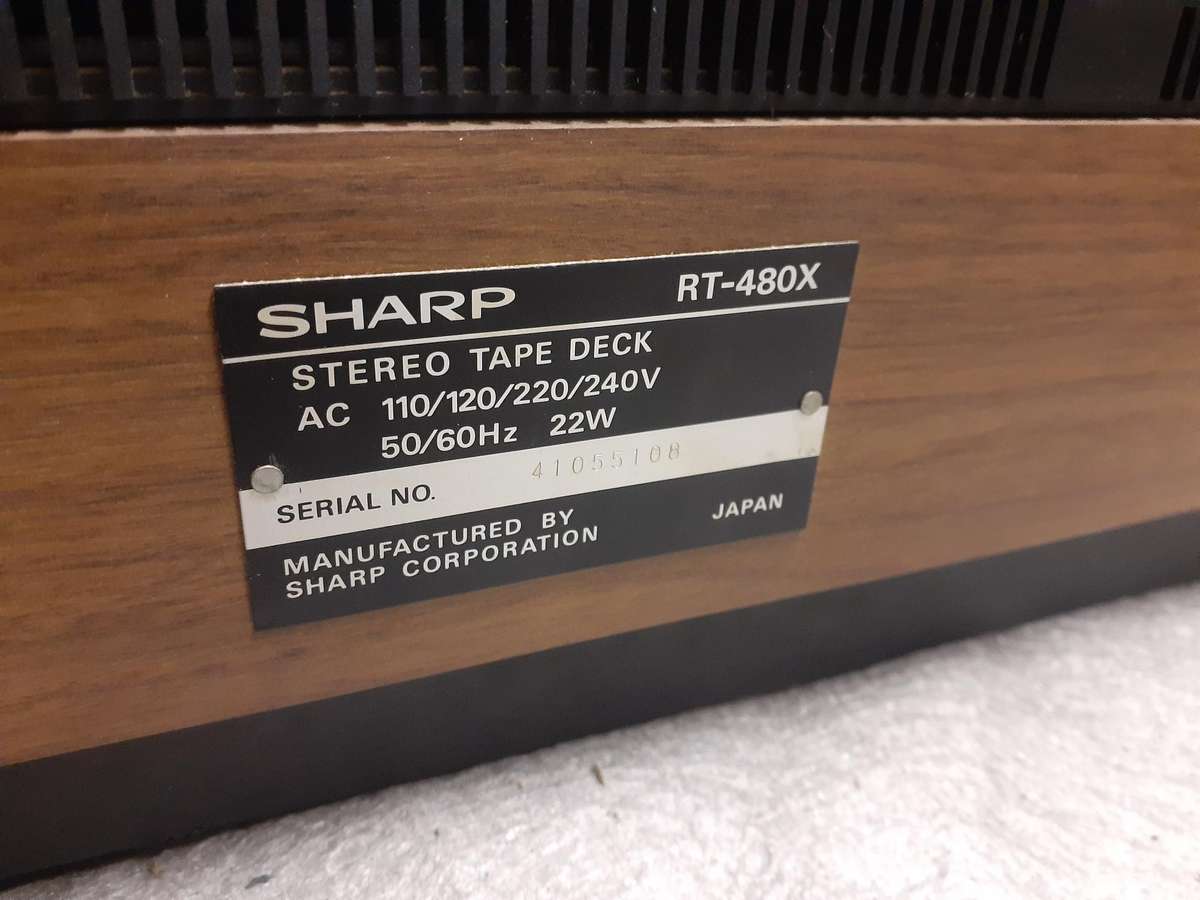 SHARP RT-480X
STEREO TAPE DECK
AC 110/120/220/240V
50/60Hz 22W
SERIAL NO. 41055108
MANUFACTURED BY
SHARP CORPORATION JAPAN